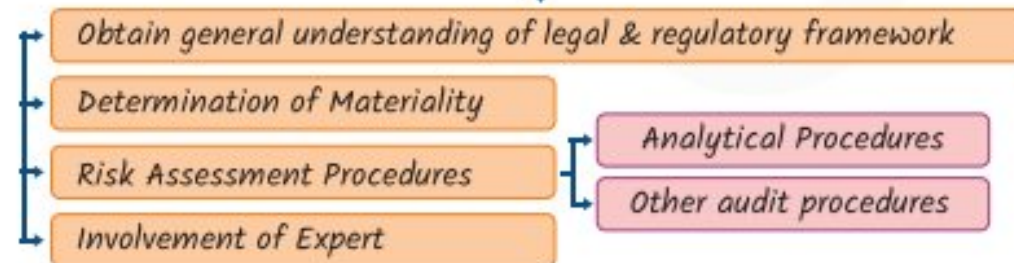 Obtain general understanding of legal & regulatory framework
Determination of Materiality
Risk Assessment Procedures
Analytical Procedures
Other audit procedures
Involvement of Expert